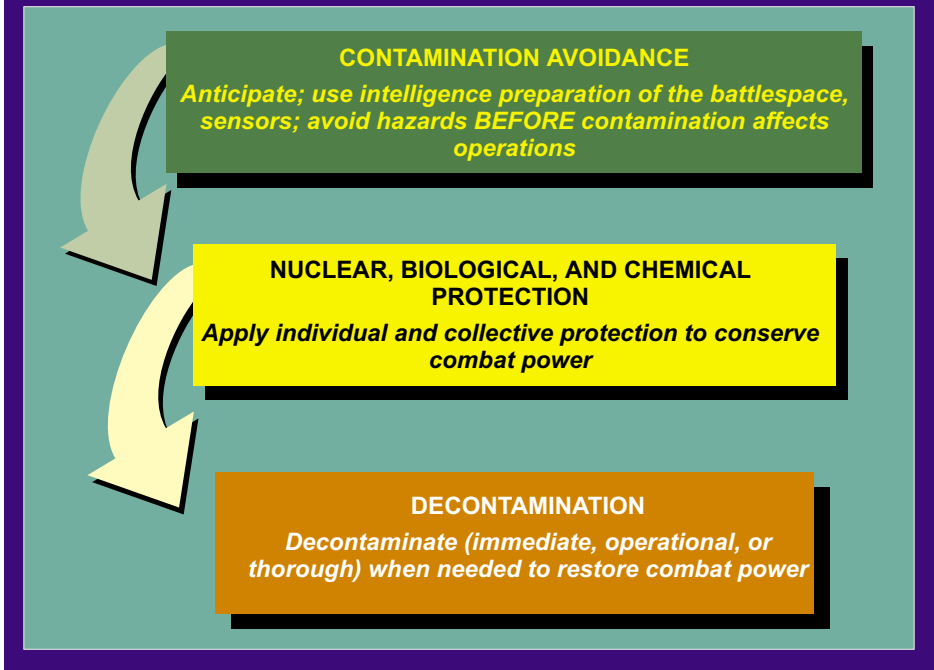 CONTAMINATION AVOIDANCE
Anticipate; use intelligence preparation of the battlespace,
sensors; avoid hazards BEFORE contamination affects
operations
NUCLEAR, BIOLOGICAL, AND CHEMICAL
PROTECTION
Apply individual and collective protection to conserve
combat power
DECONTAMINATION
Decontaminate (immediate, operational, or
thorough) when needed to restore combat power